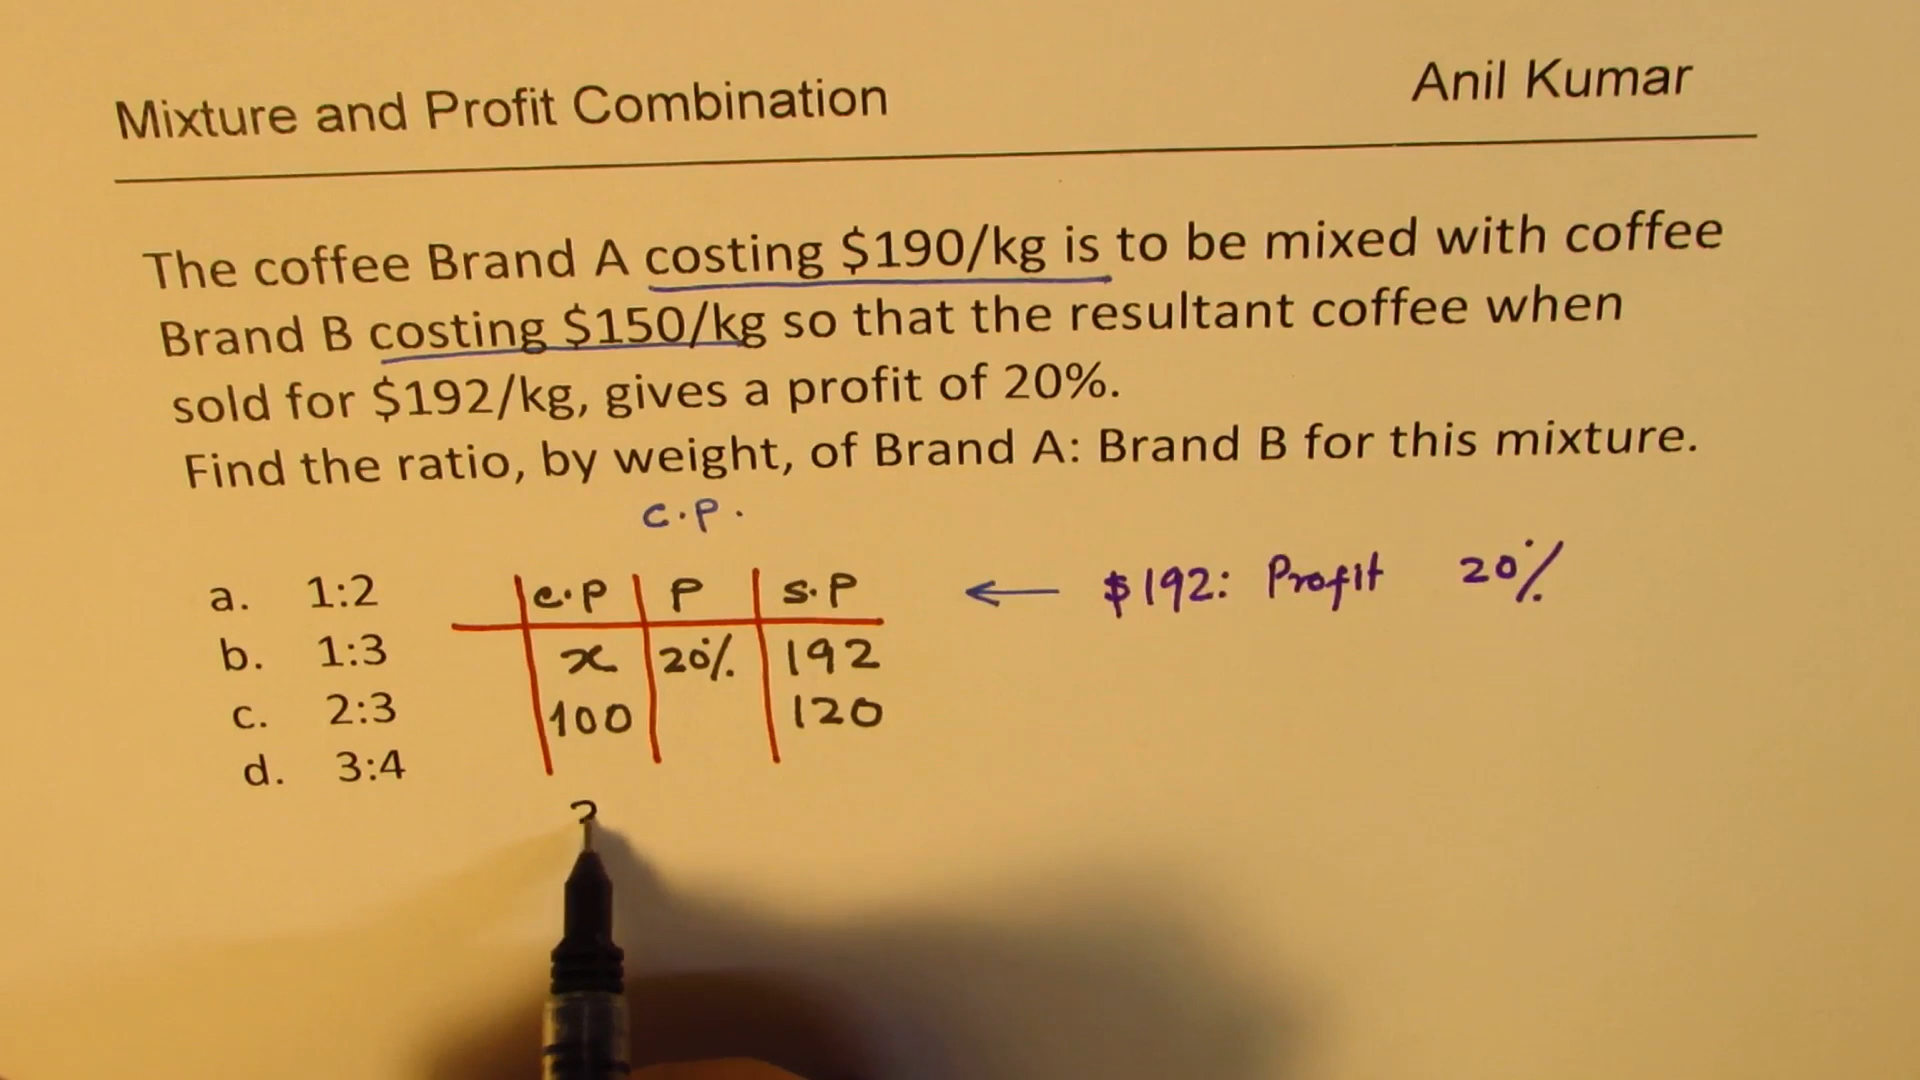 Mixture and Profit Combination
Anil Kumar
The coffee Brand A costing $190/kg is to be mixed with coffee
Brand B costing $150/kg so that the resultant coffee when
sold for $192/kg, gives a profit of 20%.
Find the ratio, by weight, of Brand A: Brand B for this mixture.
C.P.
a. 1:2
b. 1:3
c. 2:3
d. 3:4
c.p P s.p
x 20% 192
100 120
← $192: Profit 20%